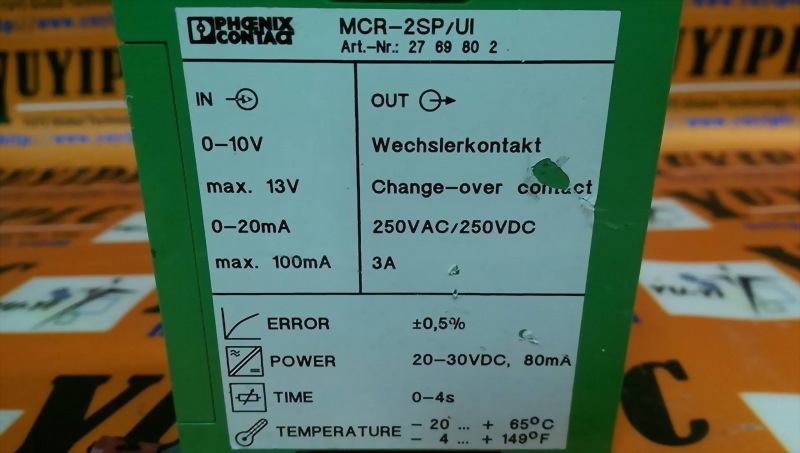 PHŒNIX
CONTACT
MCR-2SP/UI
Art.-Nr.: 27 69 80 2
IN
OUT
0-10V
Wechslerkontakt
max. 13V
Change-over contact
0-20mA
250VAC/250VDC
max. 100mA
3A
ERROR ±0,5%
POWER 20-30VDC, 80mA
TIME 0-4s
TEMPERATURE - 20 ... + 65°C
- 4 ... + 149°F